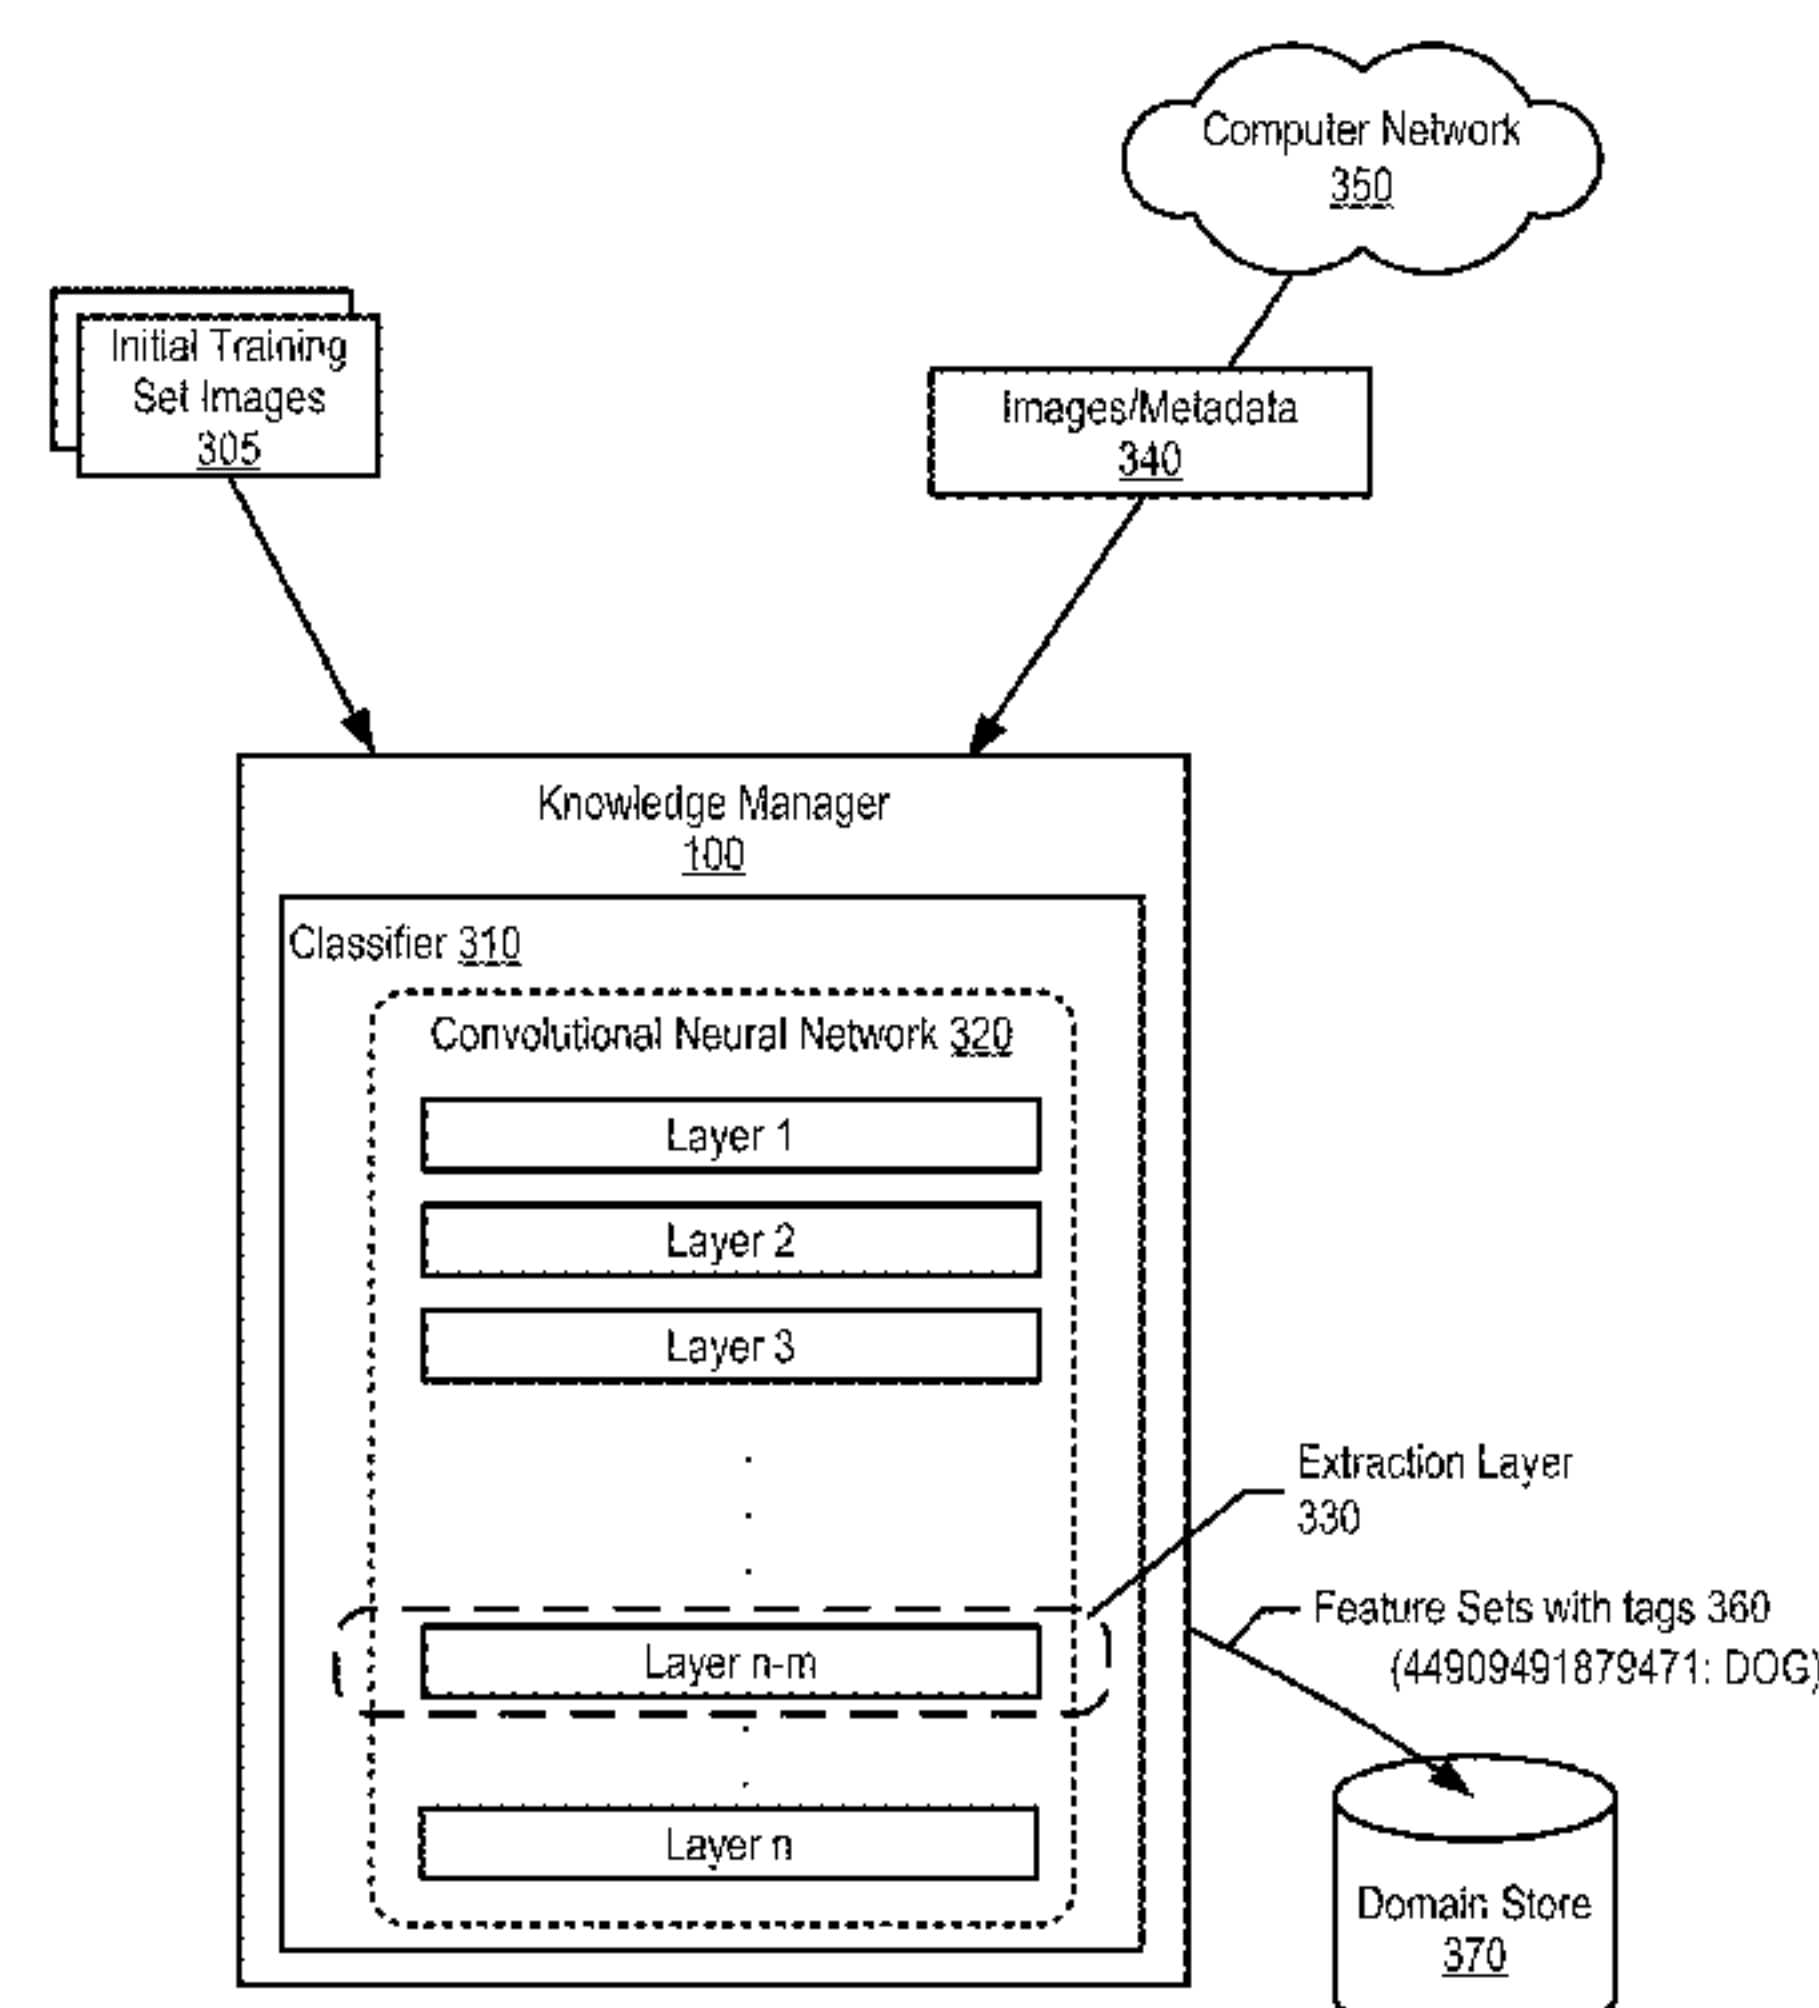 Computer Network
350
Initial Training
Set Images
305
Images/Metadata
340
Knowledge Manager
100
Classifier 310
Convolutional Neural Network 320
Layer 1
Layer 2
Layer 3
Extraction Layer
330
Layer n-m
Feature Sets with tags 360
(44909491879471: DOG)
Layer n
Domain Store
370